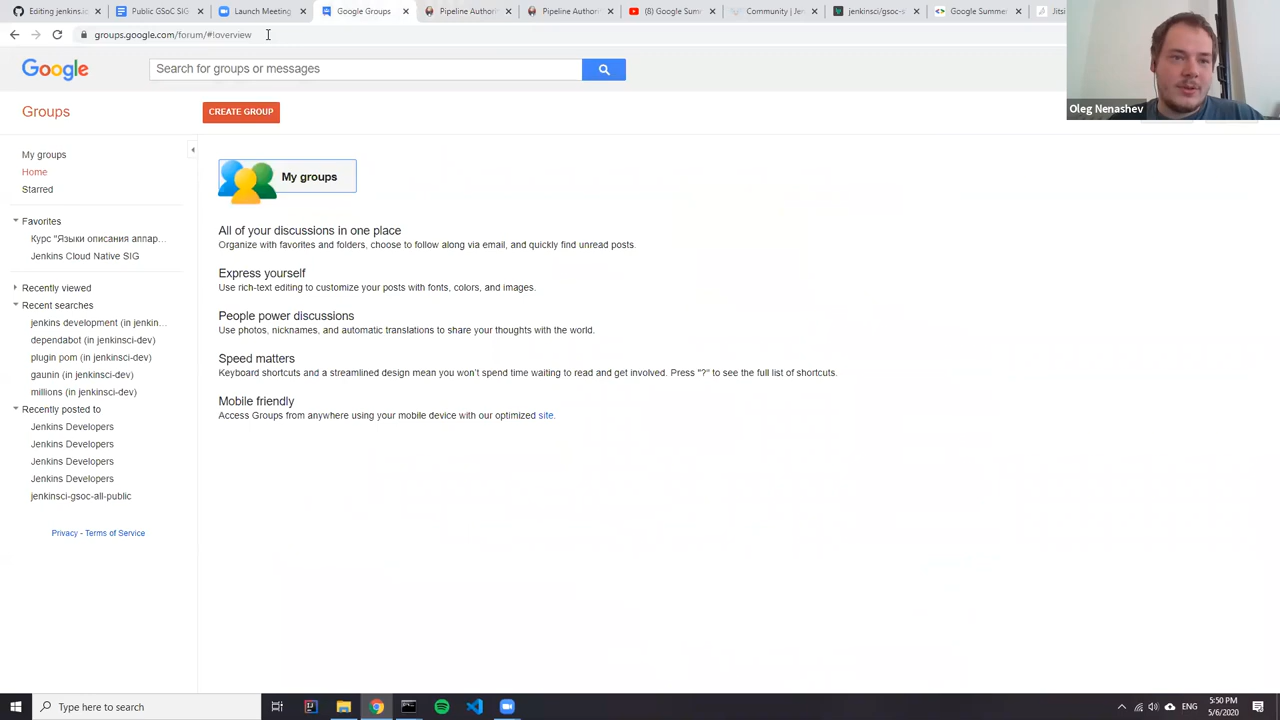 Editing jenkins.io
Public GSoC SIG
Launch Meeting
Google Groups
Pipeline Author
Pipeline Author
(8) Google Sum
Community | Jen
jenkinsci/gsoc-s
Google Summer
Jitsi
groups.google.com/forum/#!overview
Google
Search for groups or messages
Oleg Nenashev
Groups
CREATE GROUP
My groups
Home
Starred
Favorites
Курс "Языки описания аппар...
Jenkins Cloud Native SIG
Recently viewed
Recent searches
jenkins development (in jenkin...
dependabot (in jenkinsci-dev)
plugin pom (in jenkinsci-dev)
gaunin (in jenkinsci-dev)
millions (in jenkinsci-dev)
Recently posted to
Jenkins Developers
Jenkins Developers
Jenkins Developers
Jenkins Developers
jenkinsci-gsoc-all-public
Privacy - Terms of Service
My groups
All of your discussions in one place
Organize with favorites and folders, choose to follow along via email, and quickly find unread posts.
Express yourself
Use rich-text editing to customize your posts with fonts, colors, and images.
People power discussions
Use photos, nicknames, and automatic translations to share your thoughts with the world.
Speed matters
Keyboard shortcuts and a streamlined design mean you won't spend time waiting to read and get involved. Press "?" to see the full list of shortcuts.
Mobile friendly
Access Groups from anywhere using your mobile device with our optimized site.
Type here to search
ENG
5:50 PM
5/6/2020